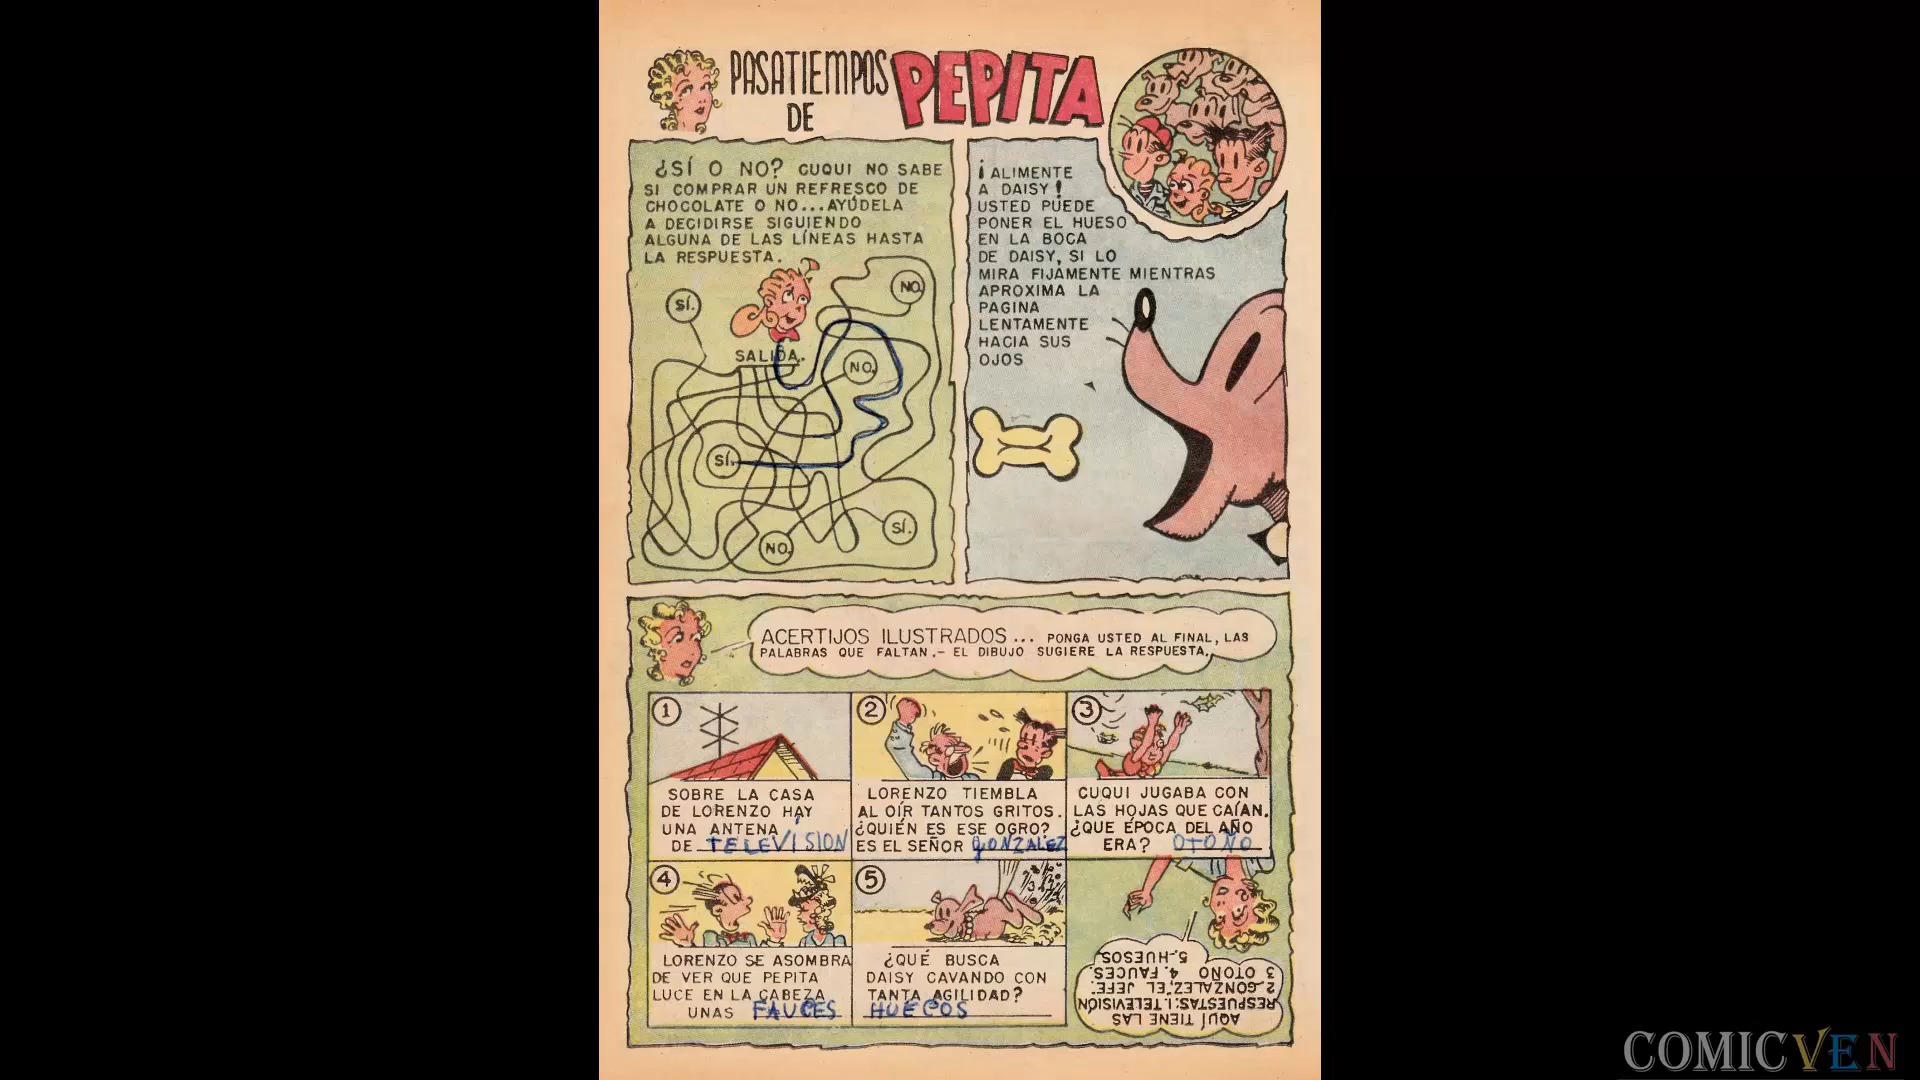 PASATIEMPOS
DE
PEPITA
¿SÍ O NO? CUQUI NO SABE
SI COMPRAR UN REFRESCO DE
CHOCOLATE O NO...AYÚDELA
A DECIDIRSE SIGUIENDO
ALGUNA DE LAS LÍNEAS HASTA
LA RESPUESTA.
SÍ.
NO.
SALIDA.
NO.
SÍ.
SÍ.
NO.
¡ALIMENTE
A DAISY!
USTED PUEDE
PONER EL HUESO
EN LA BOCA
DE DAISY, SI LO
MIRA FIJAMENTE MIENTRAS
APROXIMA LA
PAGINA
LENTAMENTE
HACIA SUS
OJOS
ACERTIJOS ILUSTRADOS... PONGA USTED AL FINAL, LAS
PALABRAS QUE FALTAN.- EL DIBUJO SUGIERE LA RESPUESTA.
1
SOBRE LA CASA
DE LORENZO HAY
UNA ANTENA
DE TELEVISION
2
LORENZO TIEMBLA
AL OÍR TANTOS GRITOS.
¿QUIÉN ES ESE OGRO?
ES EL SEÑOR GONZALEZ
3
CUQUI JUGABA CON
LAS HOJAS QUE CAÍAN.
¿QUE ÉPOCA DEL AÑO
ERA? OTOÑO
4
LORENZO SE ASOMBRA
DE VER QUE PEPITA
LUCE EN LA CABEZA
UNAS FAUCES
5
¿QUÉ BUSCA
DAISY CAVANDO CON
TANTA AGILIDAD?
HUECOS
AQUÍ TIENE LAS
RESPUESTAS: 1. TELEVISIÓN
2. GONZALEZ, "EL JEFE".
3 OTOÑO 4. FAUCES.
5.-HUESOS.
COMICVEN